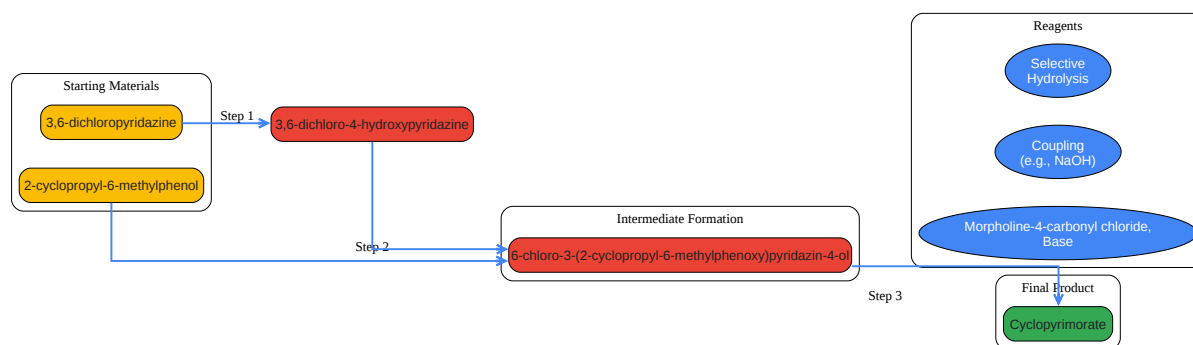 Reagents
Selective
Hydrolysis
Starting Materials
3,6-dichloropyridazine
Step 1
3,6-dichloro-4-hydroxypyridazine
Coupling
(e.g., NaOH)
2-cyclopropyl-6-methylphenol
Intermediate Formation
Morpholine-4-carbonyl chloride,
Base
Step 2
6-chloro-3-(2-cyclopropyl-6-methylphenoxy)pyridazin-4-ol
Step 3
Final Product
Cyclopyrimorate